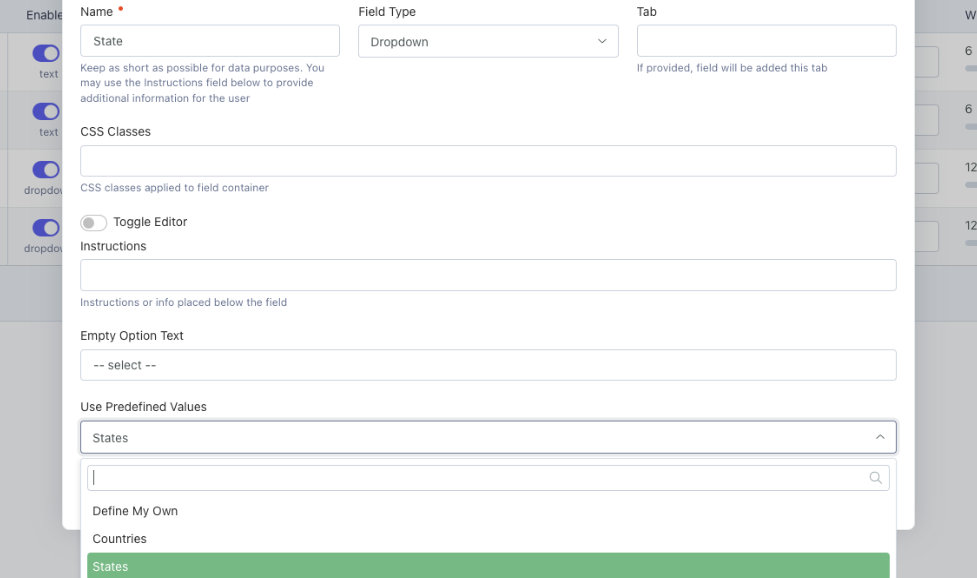 Enable
Name * Field Type Tab W
State Dropdown 6
text
Keep as short as possible for data purposes. You
may use the Instructions field below to provide
additional information for the user
If provided, field will be added this tab
6
text
CSS Classes
12
CSS classes applied to field container
Toggle Editor 12
Instructions
Instructions or info placed below the field
Empty Option Text
-- select --
Use Predefined Values
States
Define My Own
Countries
States